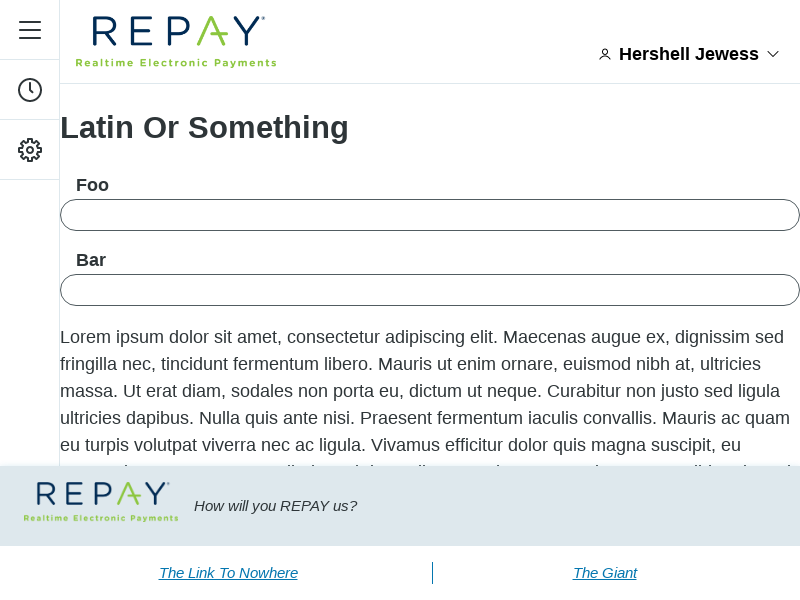 REPAY®
Realtime Electronic Payments
Hershell Jewess
Latin Or Something
Foo
Bar
Lorem ipsum dolor sit amet, consectetur adipiscing elit. Maecenas augue ex, dignissim sed
fringilla nec, tincidunt fermentum libero. Mauris ut enim ornare, euismod nibh at, ultricies
massa. Ut erat diam, sodales non porta eu, dictum ut neque. Curabitur non justo sed ligula
ultricies dapibus. Nulla quis ante nisi. Praesent fermentum iaculis convallis. Mauris ac quam
eu turpis volutpat viverra nec ac ligula. Vivamus efficitur dolor quis magna suscipit, eu
REPAY®
Realtime Electronic Payments
How will you REPAY us?
The Link To Nowhere
The Giant